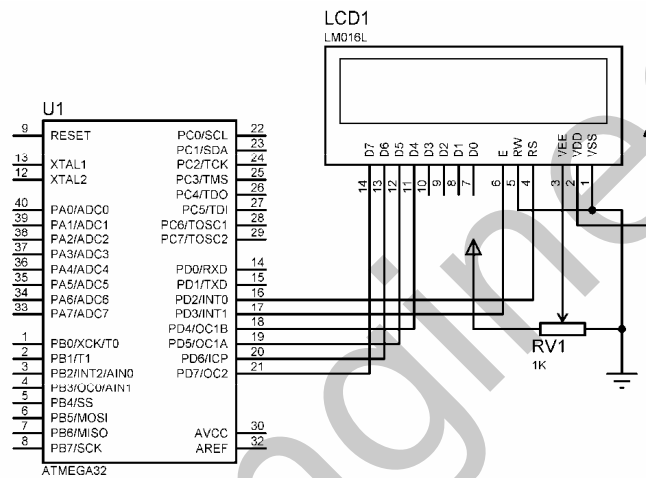 LCD1
LM016L
D7 D6 D5 D4 D3 D2 D1 D0 E RW RS VEE VDD VSS
14 13 12 11 10 9 8 7 6 5 4 3 2 1
U1
9 RESET PC0/SCL 22
PC1/SDA 23
13 XTAL1 PC2/TCK 24
12 XTAL2 PC3/TMS 25
PC4/TDO 26
40 PA0/ADC0 PC5/TDI 27
39 PA1/ADC1 PC6/TOSC1 28
38 PA2/ADC2 PC7/TOSC2 29
37 PA3/ADC3
36 PA4/ADC4 PD0/RXD 14
35 PA5/ADC5 PD1/TXD 15
34 PA6/ADC6 PD2/INT0 16
33 PA7/ADC7 PD3/INT1 17
PD4/OC1B 18
1 PB0/XCK/T0 PD5/OC1A 19
2 PB1/T1 PD6/ICP 20
3 PB2/INT2/AIN0 PD7/OC2 21
4 PB3/OC0/AIN1
5 PB4/SS
6 PB5/MOSI
7 PB6/MISO AVCC 30
8 PB7/SCK AREF 32
ATMEGA32
RV1
1K